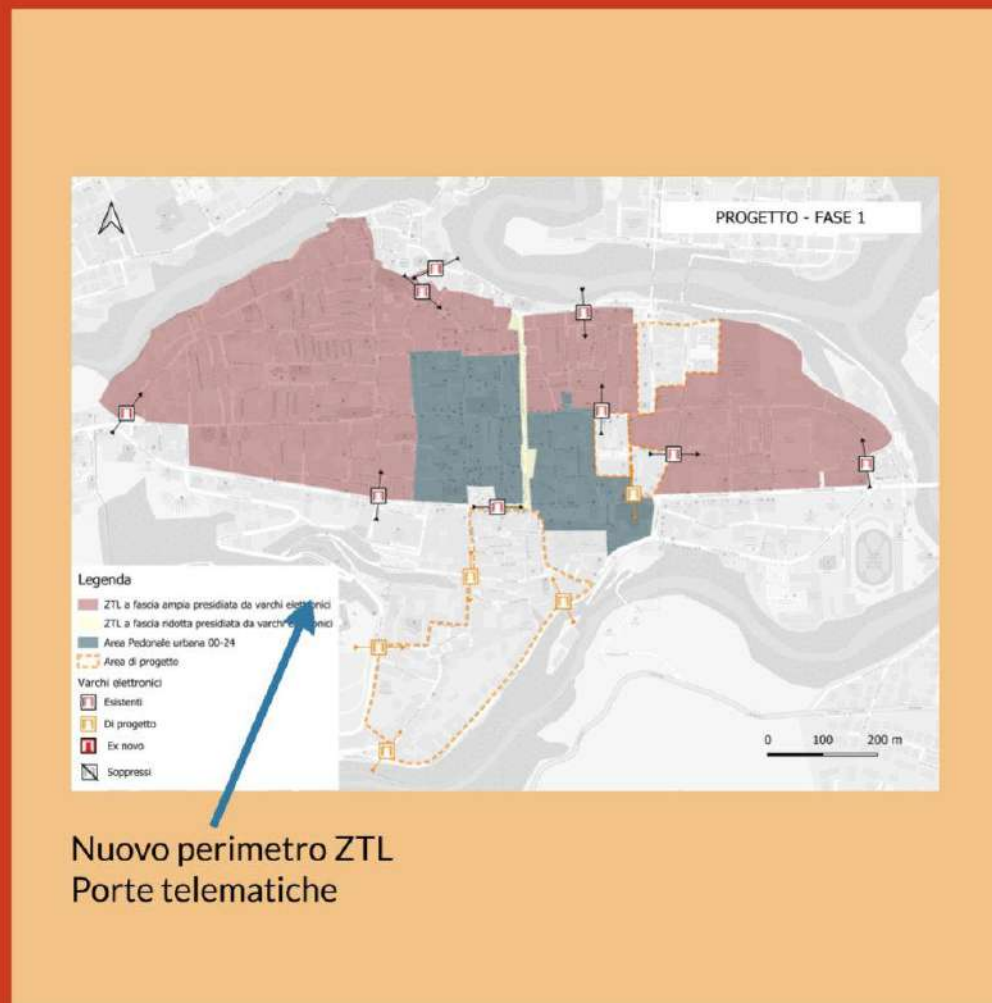 PROGETTO - FASE 1
Legenda
ZTL a fascia ampia presidiata da varchi elettronici
ZTL a fascia ridotta presidiata da varchi elettronici
Area Pedonale urbana 00-24
Area di progetto
Varchi elettronici
Esistenti
Di progetto
Ex novo
Soppressi
0 100 200 m
Nuovo perimetro ZTL
Porte telematiche